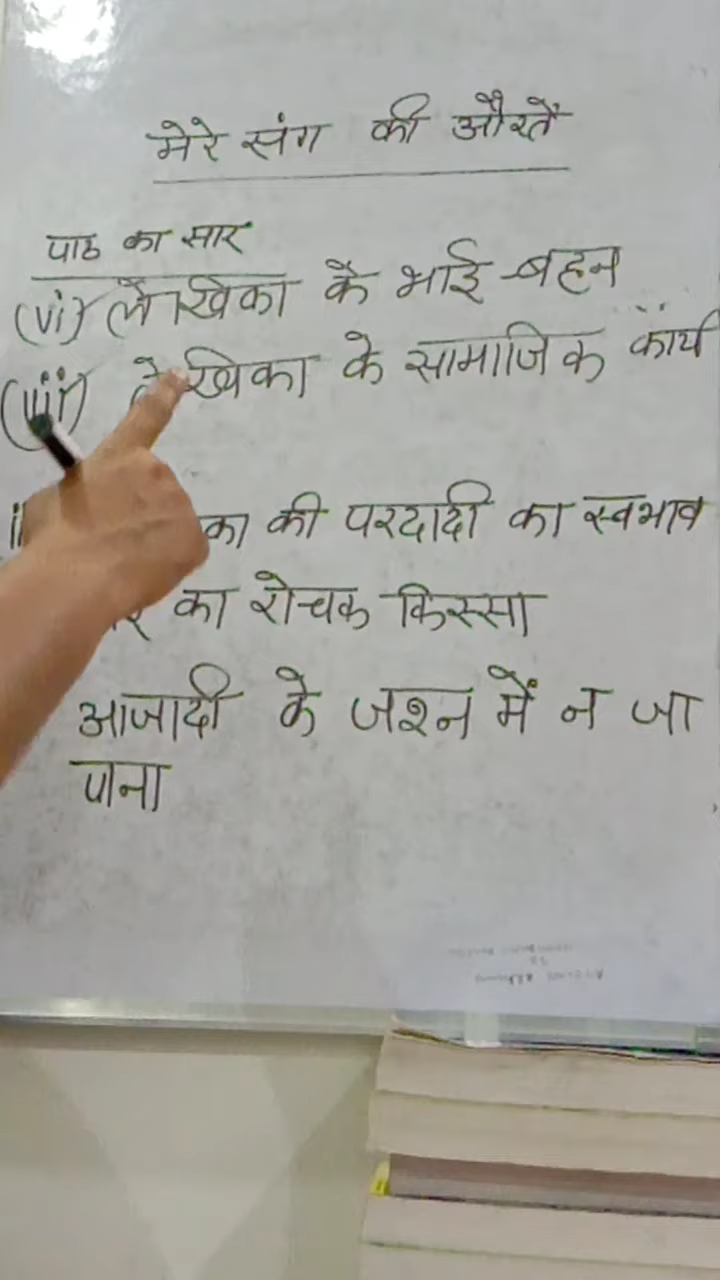 मेरे संग की औरतें
पाठ का सार
(vi) लेखिका के भाई-बहन
(vii) लेखिका के सामाजिक कार्य
की परदादी का स्वभाव
का रोचक किस्सा
आजादी के जश्न में न जा
पाना